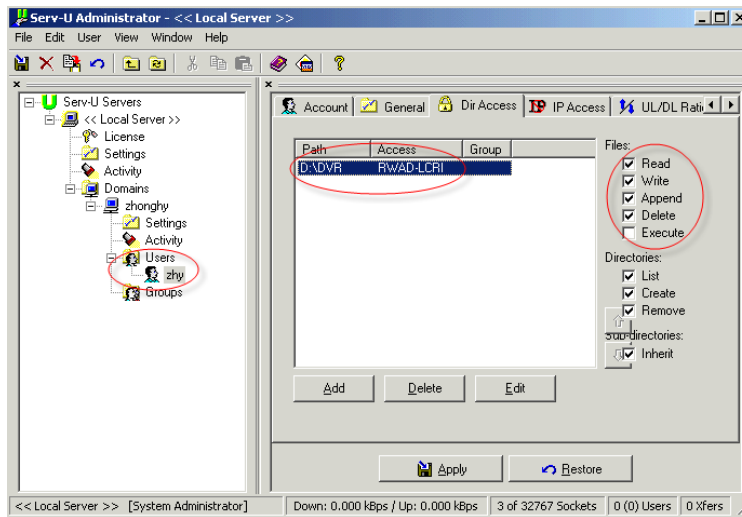 Serv-U Administrator - << Local Server >>
File Edit User View Window Help
Serv-U Servers
<< Local Server >>
License
Settings
Activity
Domains
zhonghy
Settings
Activity
Users
zhy
Groups
Account General Dir Access IP Access UL/DL Rati
Path Access Group
D:\DVR RWAD-LCRI
Files:
Read
Write
Append
Delete
Execute
Directories:
List
Create
Remove
Sub-directories:
Inherit
Add Delete Edit
Apply Restore
<< Local Server >> [System Administrator] Down: 0.000 kBps / Up: 0.000 kBps 3 of 32767 Sockets 0 (0) Users 0 Xfers